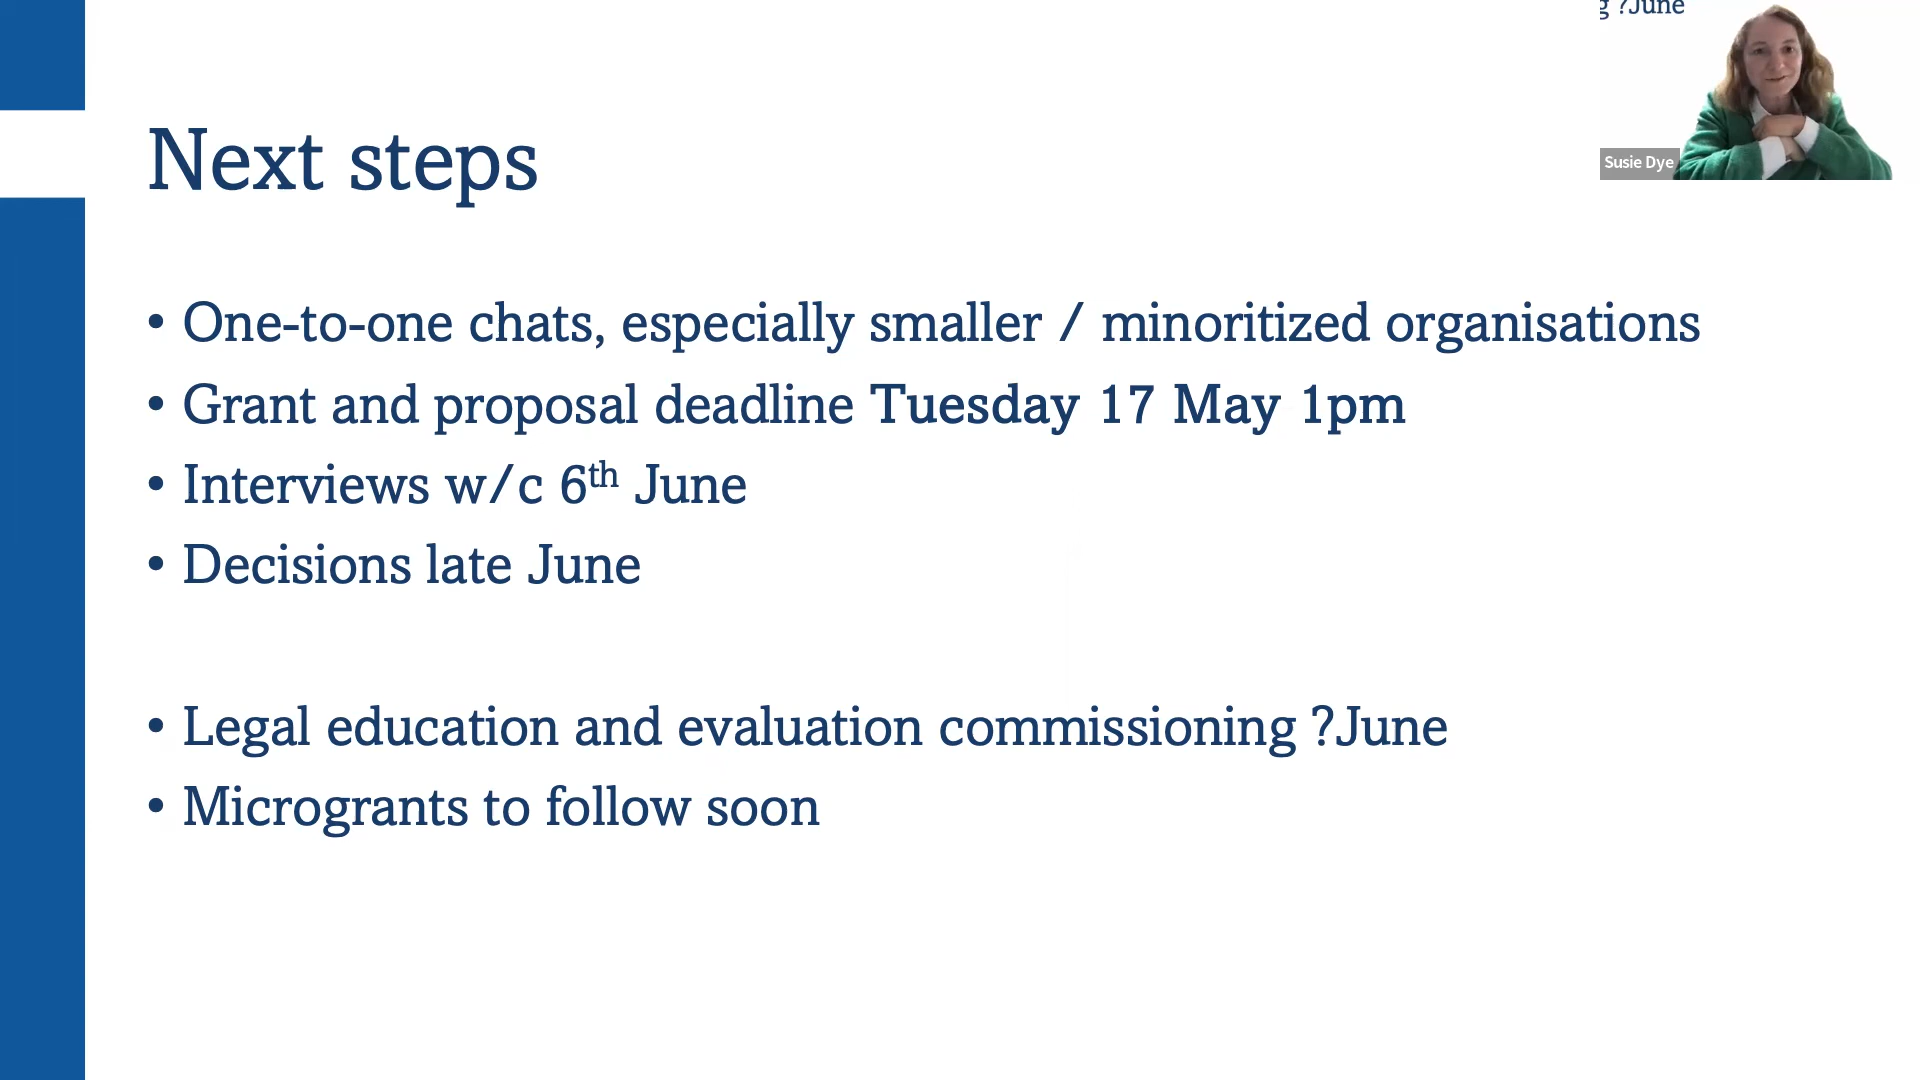 g ?June
Susie Dye
Next steps
• One-to-one chats, especially smaller / minoritized organisations
• Grant and proposal deadline Tuesday 17 May 1pm
• Interviews w/c 6th June
• Decisions late June
• Legal education and evaluation commissioning ?June
• Microgrants to follow soon